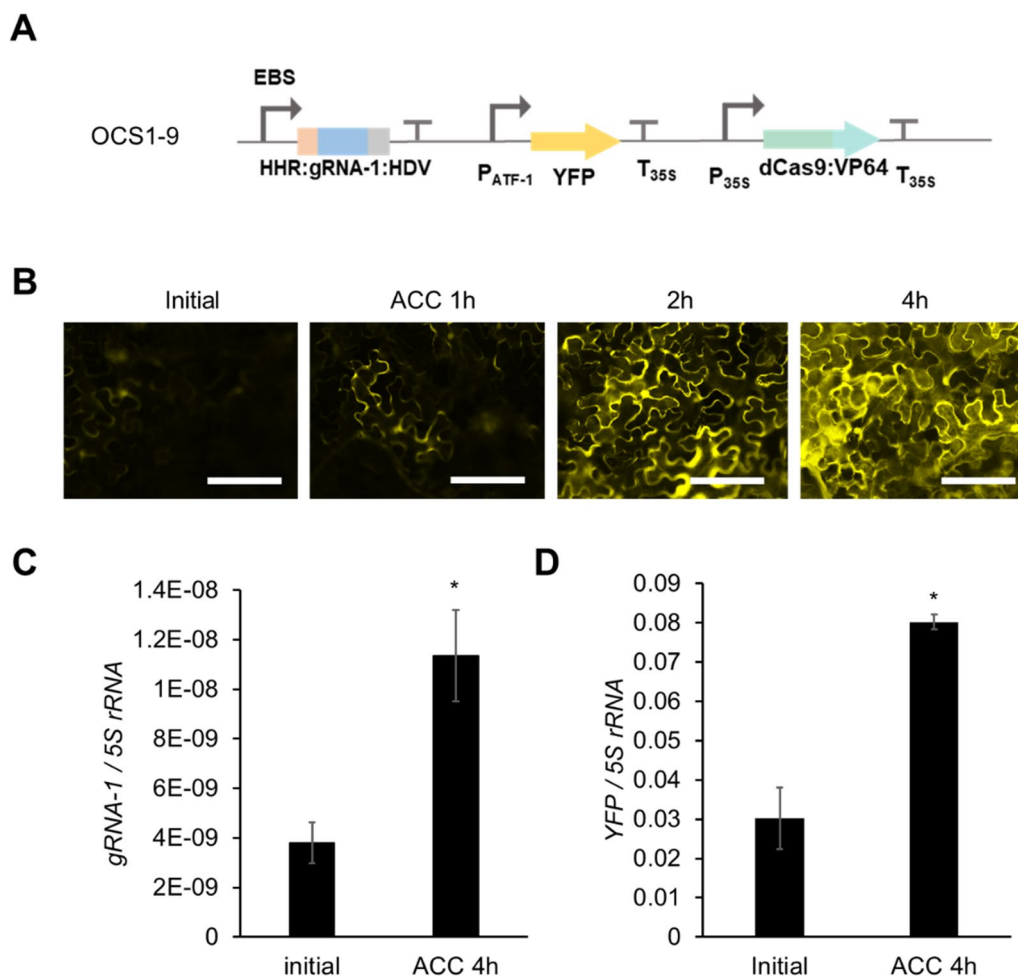 A
EBS
OCS1-9
HHR:gRNA-1:HDV
PATF-1 YFP T35S P35S dCas9:VP64 T35S
B
Initial ACC 1h 2h 4h
C
1.4E-08
1.2E-08
1E-08
8E-09
6E-09
4E-09
2E-09
0
gRNA-1 / 5S rRNA
*
initial ACC 4h
D
0.09
0.08
0.07
0.06
0.05
0.04
0.03
0.02
0.01
0
YFP / 5S rRNA
*
Initial ACC 4h